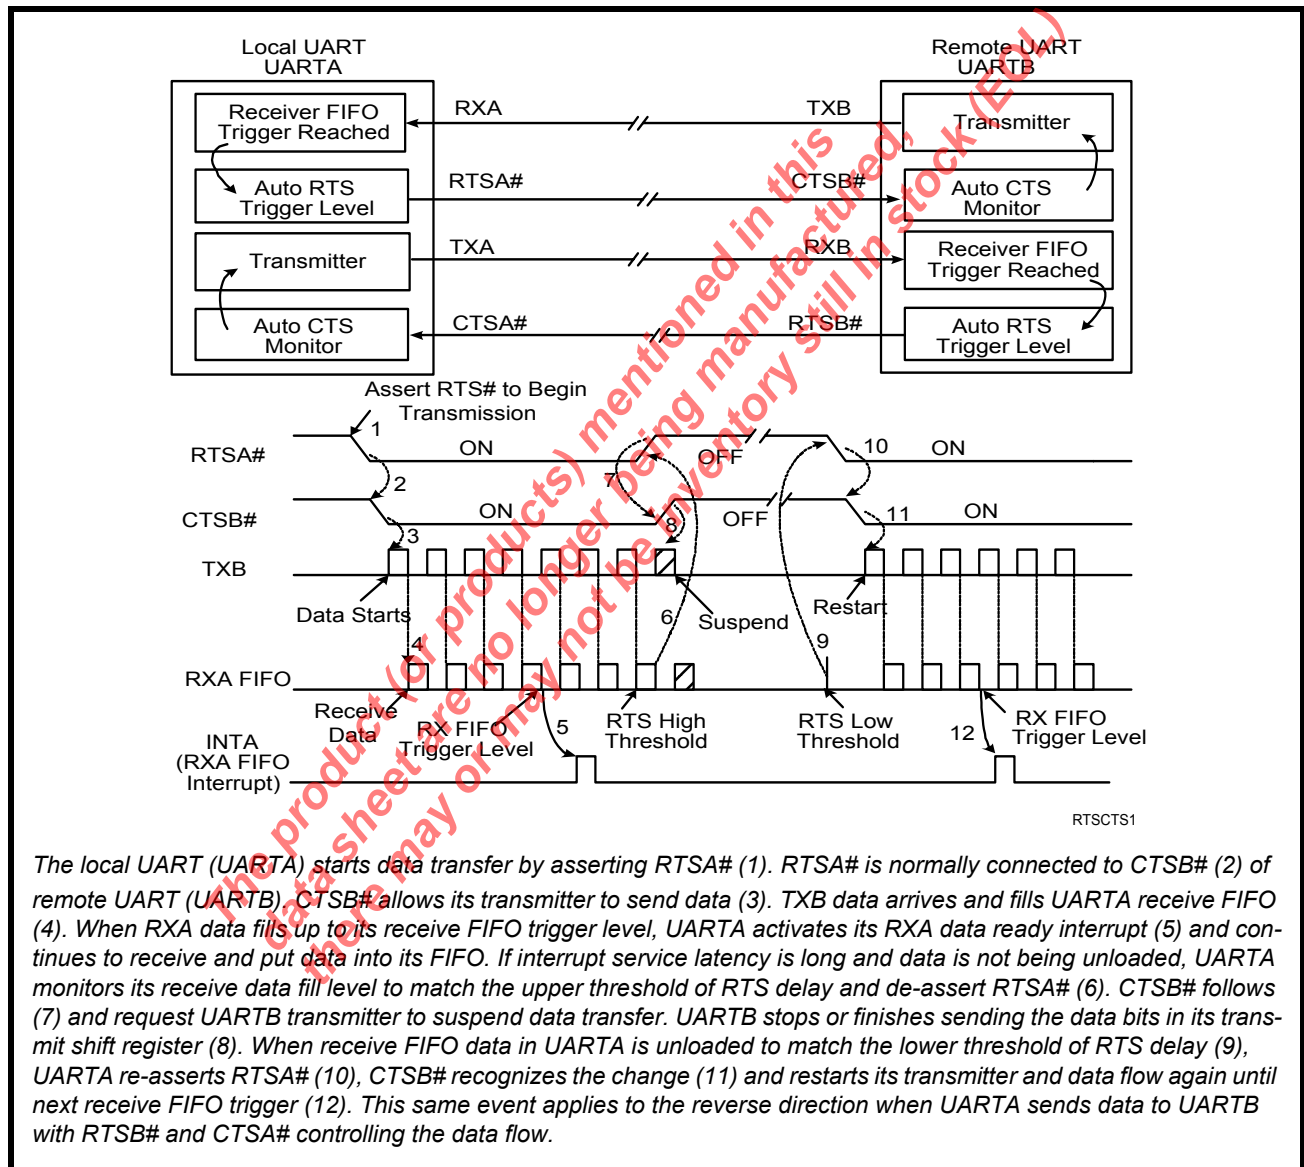 Local UART
UARTA
Remote UART
UARTB
Receiver FIFO
Trigger Reached
RXA
TXB
Transmitter
Auto RTS
Trigger Level
RTSA#
CTSB#
Auto CTS
Monitor
Transmitter
TXA
RXB
Receiver FIFO
Trigger Reached
Auto CTS
Monitor
CTSA#
RTSB#
Auto RTS
Trigger Level
Assert RTS# to Begin
Transmission
RTSA#
1
ON
OFF
10
ON
2
7
CTSB#
ON
8
OFF
11
ON
3
TXB
Data Starts
6
Suspend
Restart
4
9
RXA FIFO
Receive
Data
RX FIFO
Trigger Level
5
RTS High
Threshold
RTS Low
Threshold
12
RX FIFO
Trigger Level
INTA
(RXA FIFO
Interrupt)
RTSCTS1
The product (or products) mentioned in this
data sheet are no longer being manufactured,
there may or may not be inventory still in stock (EOL)
The local UART (UARTA) starts data transfer by asserting RTSA# (1). RTSA# is normally connected to CTSB# (2) of
remote UART (UARTB). CTSB# allows its transmitter to send data (3). TXB data arrives and fills UARTA receive FIFO
(4). When RXA data fills up to its receive FIFO trigger level, UARTA activates its RXA data ready interrupt (5) and con-
tinues to receive and put data into its FIFO. If interrupt service latency is long and data is not being unloaded, UARTA
monitors its receive data fill level to match the upper threshold of RTS delay and de-assert RTSA# (6). CTSB# follows
(7) and request UARTB transmitter to suspend data transfer. UARTB stops or finishes sending the data bits in its trans-
mit shift register (8). When receive FIFO data in UARTA is unloaded to match the lower threshold of RTS delay (9),
UARTA re-asserts RTSA# (10), CTSB# recognizes the change (11) and restarts its transmitter and data flow again until
next receive FIFO trigger (12). This same event applies to the reverse direction when UARTA sends data to UARTB
with RTSB# and CTSA# controlling the data flow.